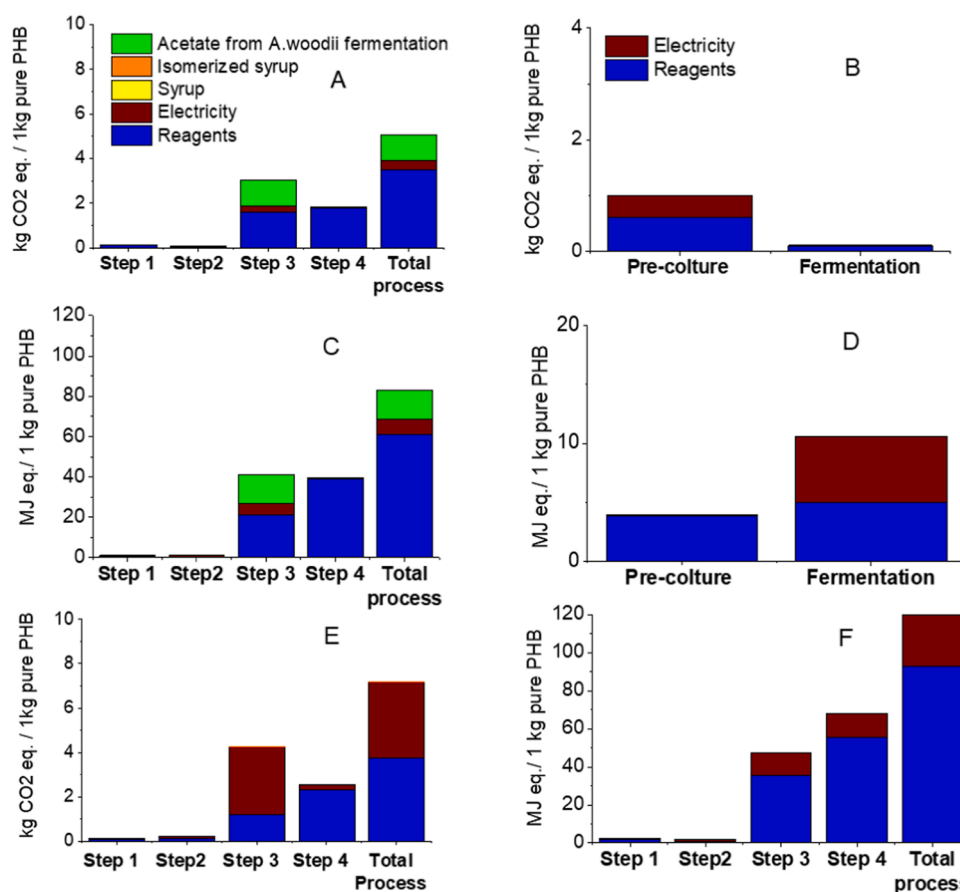 kg CO2 eq. / 1kg pure PHB
10
8
6
4
2
0
Acetate from A.woodii fermentation
Isomerized syrup
Syrup
Electricity
Reagents
A
Step 1 Step2 Step 3 Step 4 Total
process
kg CO2 eq. / 1kg pure PHB
4
2
0
Electricity
Reagents
B
Pre-colture Fermentation
MJ eq./ 1 kg pure PHB
120
100
80
60
40
20
0
C
Step 1 Step2 Step 3 Step 4 Total
process
MJ eq./ 1 kg pure PHB
20
10
0
D
Pre-colture Fermentation
kg CO2 eq. / 1kg pure PHB
10
8
6
4
2
0
E
Step 1 Step2 Step 3 Step 4 Total
Process
MJ eq./ 1 kg pure PHB
120
100
80
60
40
20
0
F
Step 1 Step2 Step 3 Step 4 Total
process